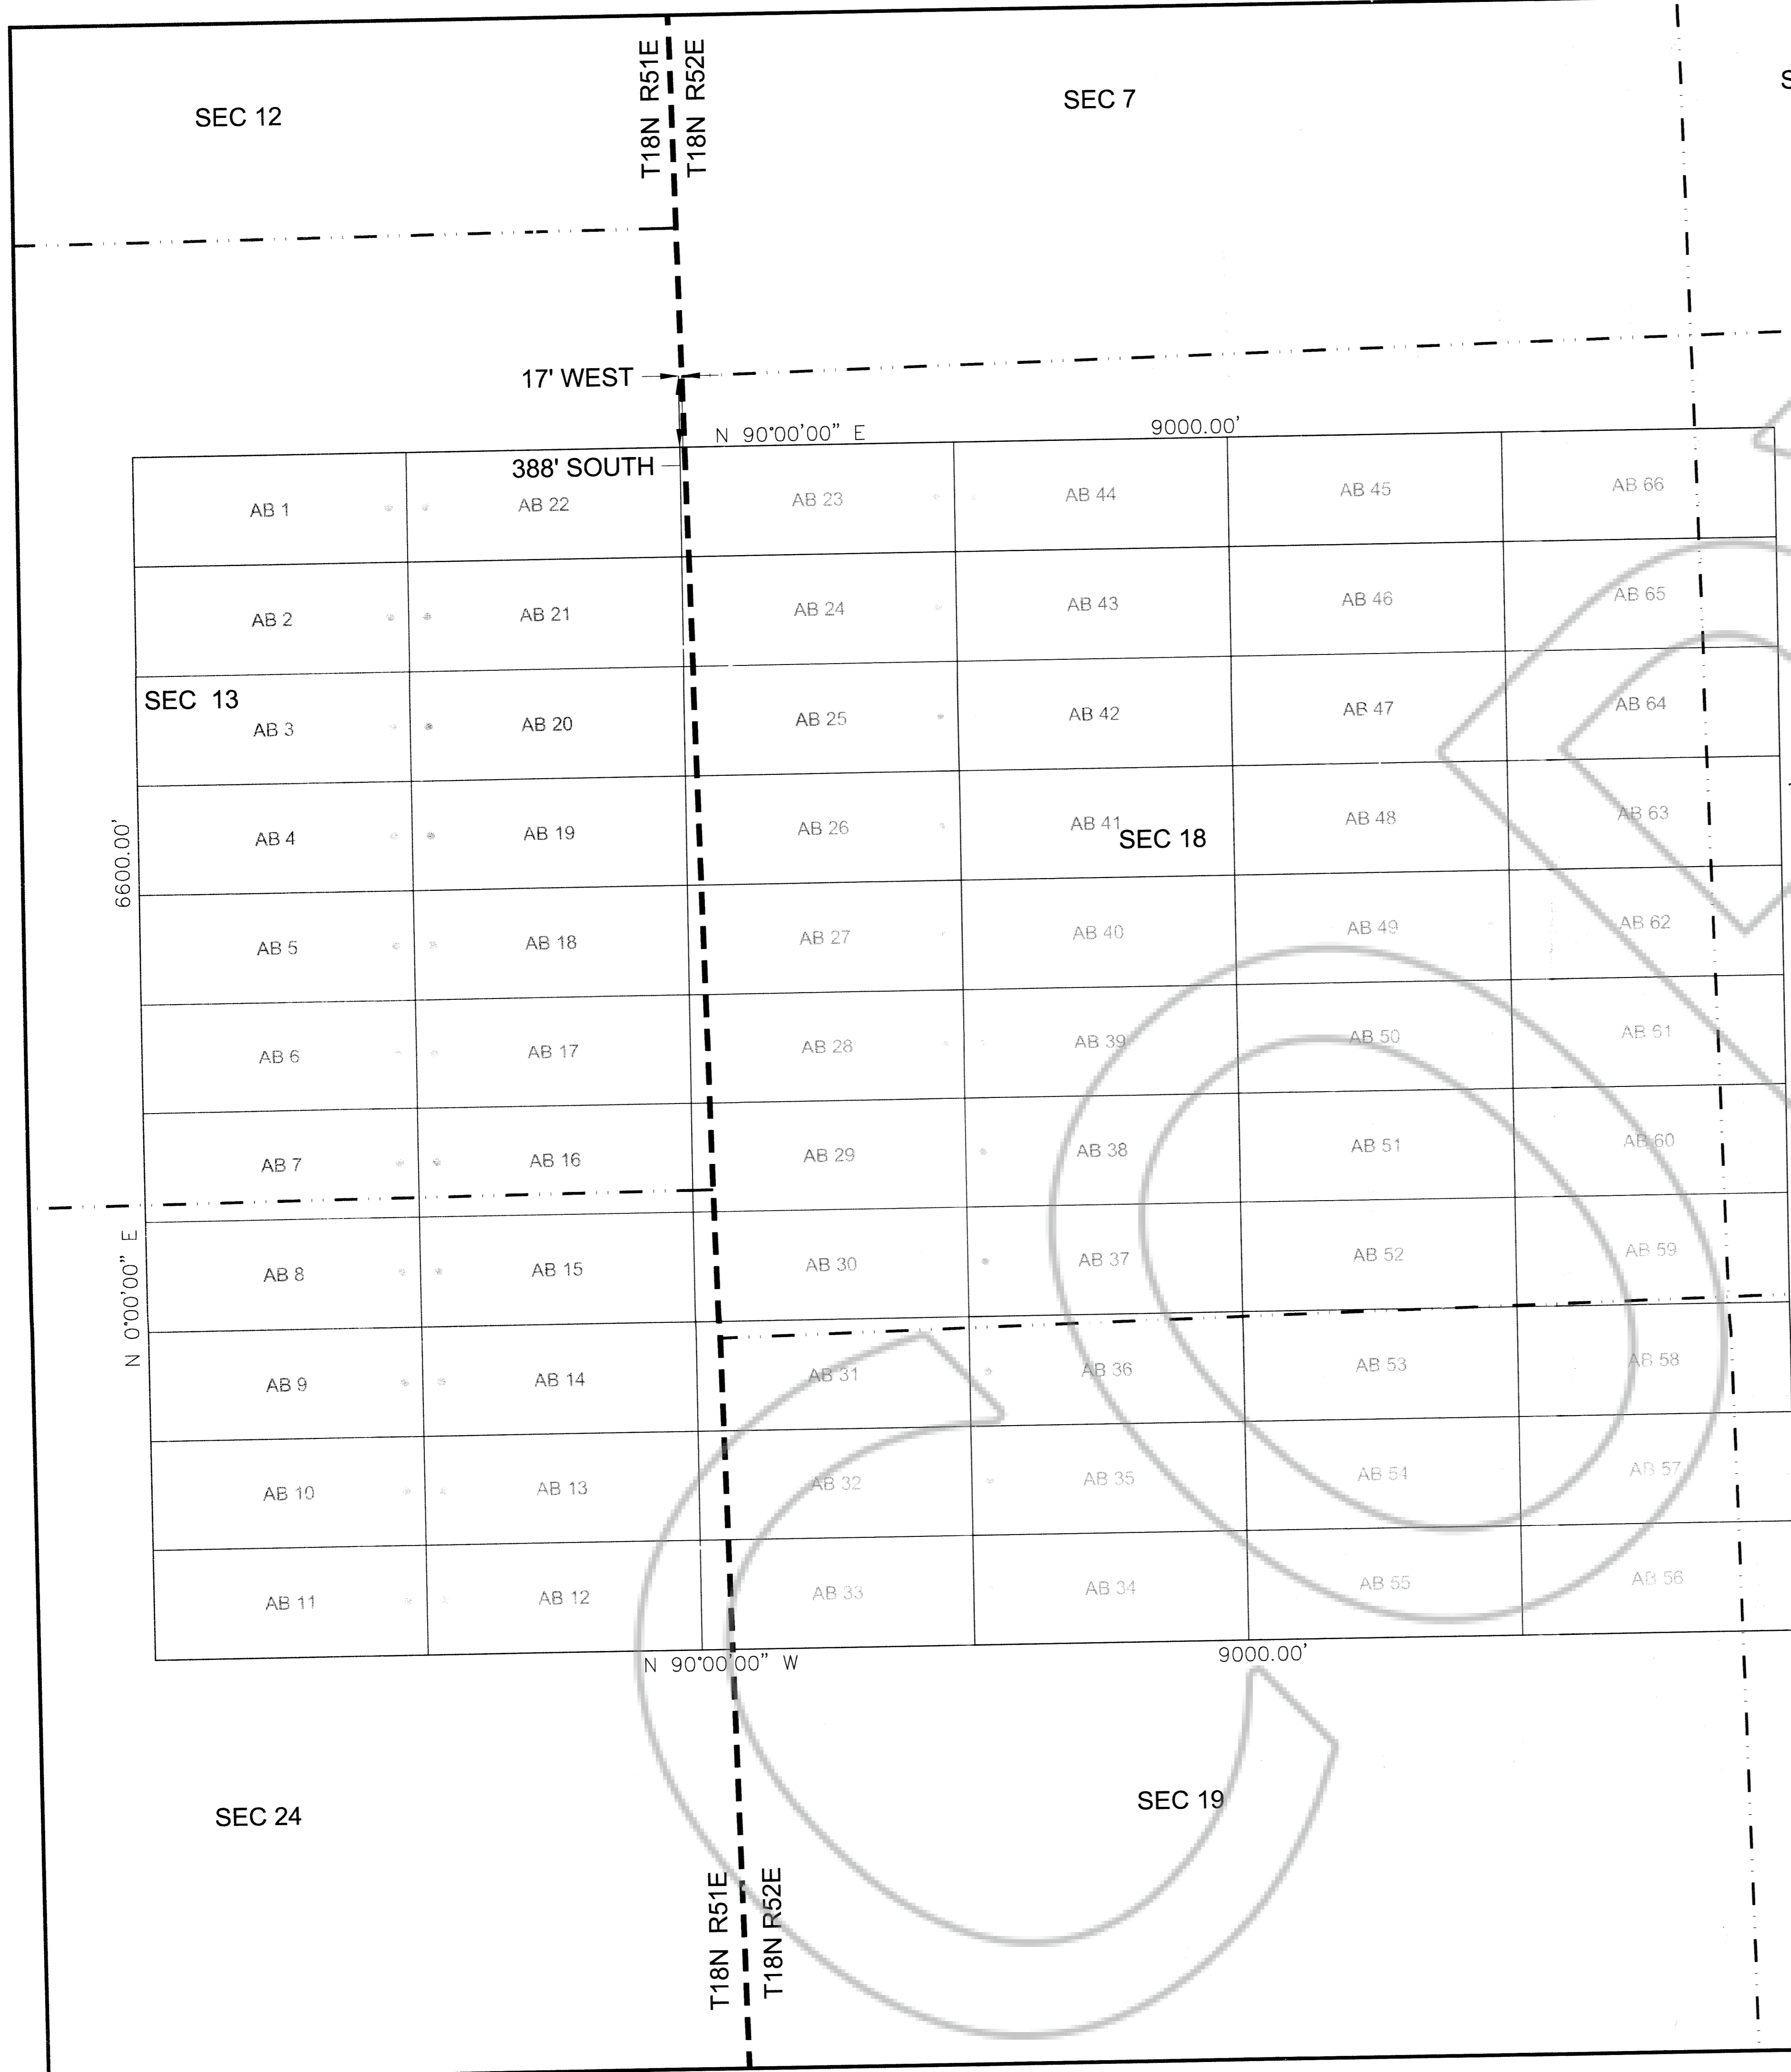 T18N R51E
T18N R52E
SEC 12
SEC 7
S
17' WEST
N 90°00'00" E
9000.00'
388' SOUTH
AB 1
AB 22
AB 23
AB 44
AB 45
AB 66
AB 2
AB 21
AB 24
AB 43
AB 46
AB 65
SEC 13
AB 3
AB 20
AB 25
AB 42
AB 47
AB 64
6600.00'
AB 4
AB 19
AB 26
AB 41
SEC 18
AB 48
AB 63
AB 5
AB 18
AB 27
AB 40
AB 49
AB 62
AB 6
AB 17
AB 28
AB 39
AB 50
AB 61
AB 7
AB 16
AB 29
AB 38
AB 51
AB 60
N 0°00'00" E
AB 8
AB 15
AB 30
AB 37
AB 52
AB 59
AB 9
AB 14
AB 31
AB 36
AB 53
AB 58
AB 10
AB 13
AB 32
AB 35
AB 54
AB 57
AB 11
AB 12
AB 33
AB 34
AB 55
AB 56
N 90°00'00" W
9000.00'
SEC 24
SEC 19
T18N R51E
T18N R52E